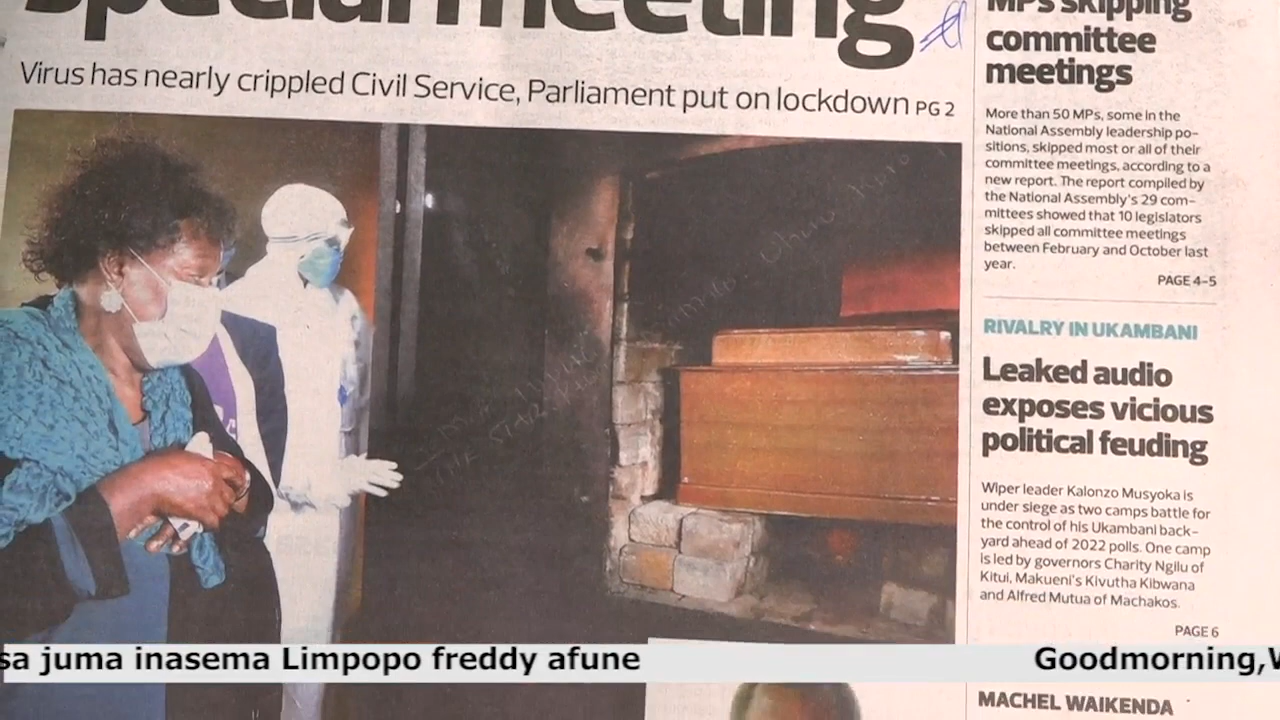 special meeting
Virus has nearly crippled Civil Service, Parliament put on lockdown PG 2
MPs skipping
committee
meetings
More than 50 MPs, some in the
National Assembly leadership po-
sitions, skipped most or all of their
committee meetings, according to a
new report. The report compiled by
the National Assembly's 29 com-
mittees showed that 10 legislators
skipped all committee meetings
between February and October last
year.
PAGE 4-5
RIVALRY IN UKAMBANI
Leaked audio
exposes vicious
political feuding
Wiper leader Kalonzo Musyoka is
under siege as two camps battle for
the control of his Ukambani back-
yard ahead of 2022 polls. One camp
is led by governors Charity Ngilu of
Kitui, Makueni's Kivutha Kibwana
and Alfred Mutua of Machakos.
PAGE 6
MACHEL WAIKENDA
sa juma inasema Limpopo freddy afune
Goodmorning,W